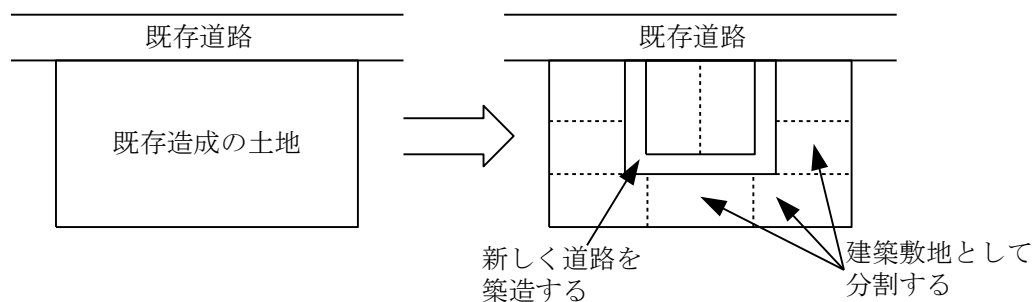 既存道路
既存造成の土地
既存道路
新しく道路を
築造する
建築敷地として
分割する